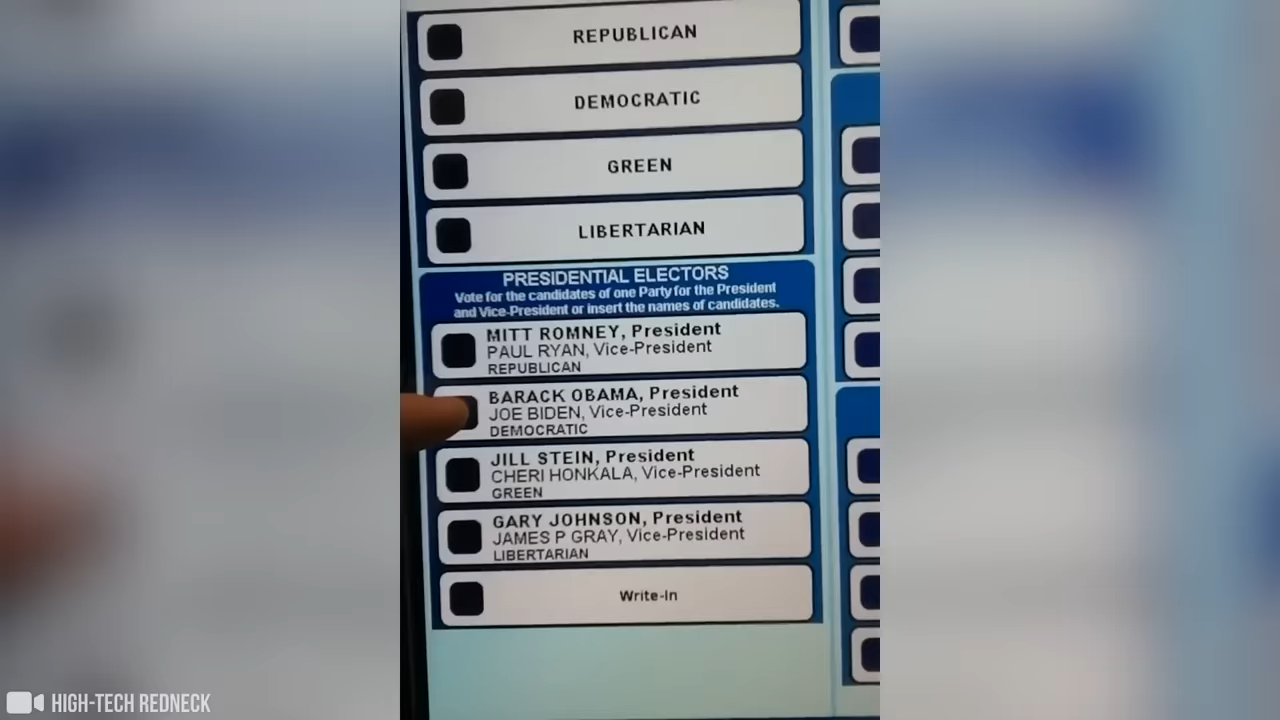 REPUBLICAN
DEMOCRATIC
GREEN
LIBERTARIAN
PRESIDENTIAL ELECTORS
Vote for the candidates of one Party for the President
and Vice-President or insert the names of candidates.
MITT ROMNEY, President
PAUL RYAN, Vice-President
REPUBLICAN
BARACK OBAMA, President
JOE BIDEN, Vice-President
DEMOCRATIC
JILL STEIN, President
CHERI HONKALA, Vice-President
GREEN
GARY JOHNSON, President
JAMES P GRAY, Vice-President
LIBERTARIAN
Write-In
HIGH-TECH REDNECK